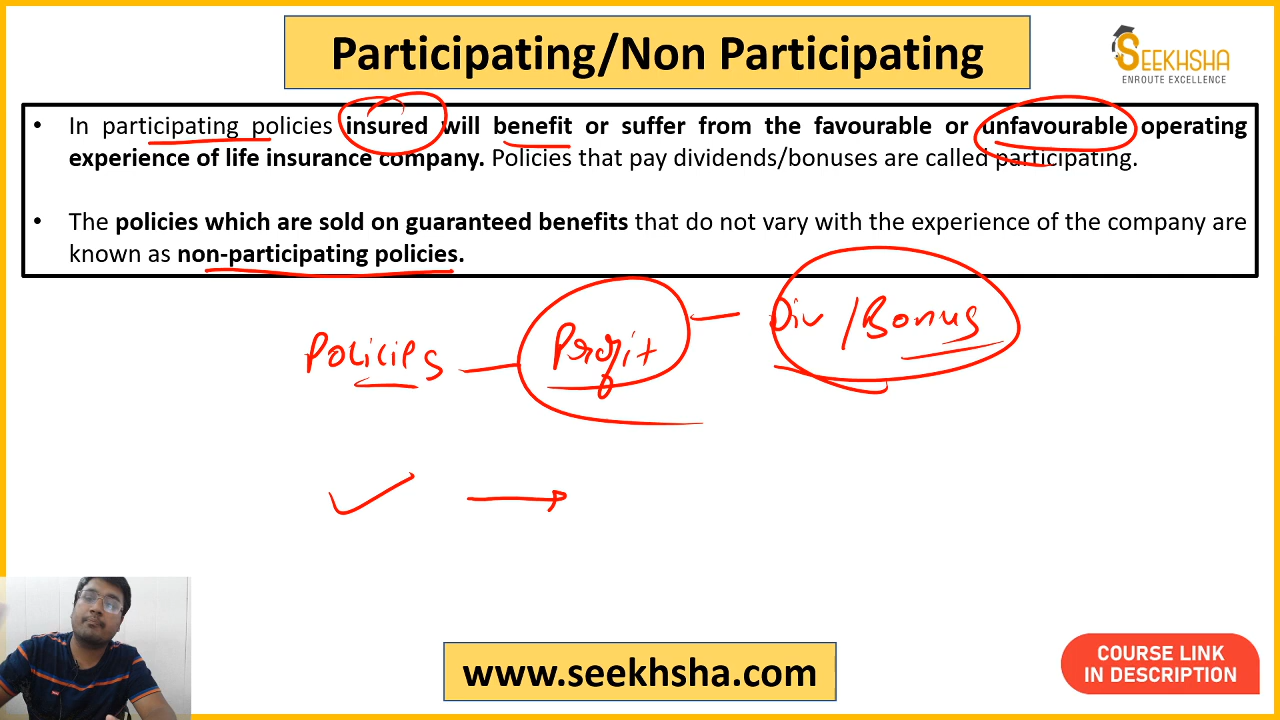 Participating/Non Participating
SEEKHSHA
ENROUTE EXCELLENCE
• In participating policies insured will benefit or suffer from the favourable or unfavourable operating
experience of life insurance company. Policies that pay dividends/bonuses are called participating.
• The policies which are sold on guaranteed benefits that do not vary with the experience of the company are
known as non-participating policies.
Policies — Profit — Div / Bonus
www.seekhsha.com
COURSE LINK
IN DESCRIPTION